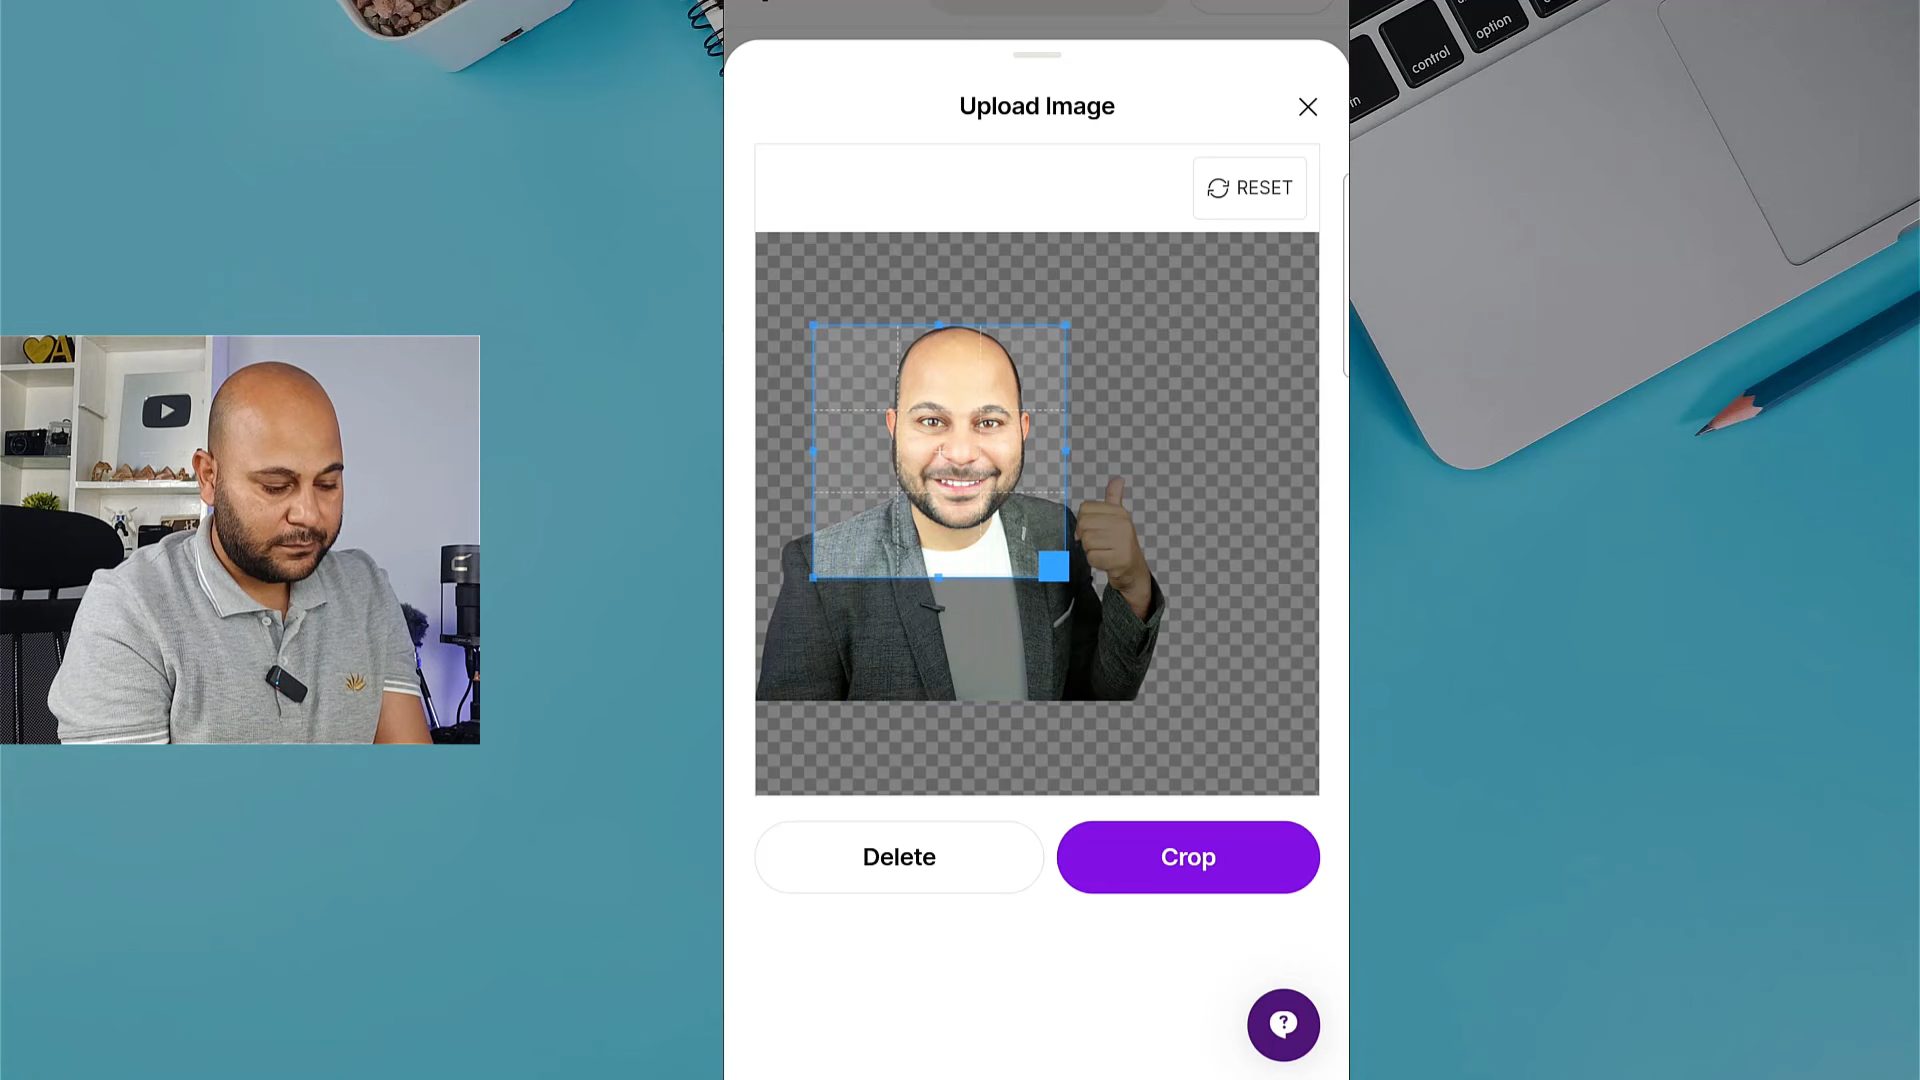 Upload Image
RESET
Delete
Crop
?
control
option
A